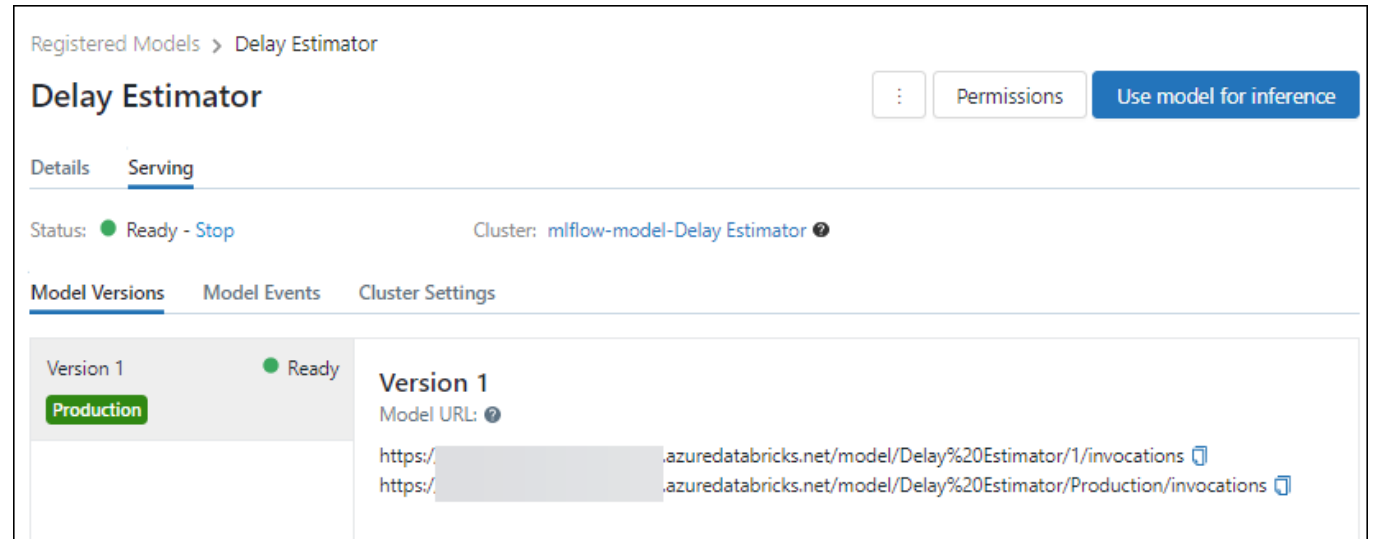 Registered Models > Delay Estimator
Delay Estimator
Permissions
Use model for inference
Details Serving
Status: Ready - Stop
Cluster: mlflow-model-Delay Estimator
Model Versions Model Events Cluster Settings
Version 1 Ready
Production
Version 1
Model URL:
https:/ .azuredatabricks.net/model/Delay%20Estimator/1/invocations
https:/ .azuredatabricks.net/model/Delay%20Estimator/Production/invocations